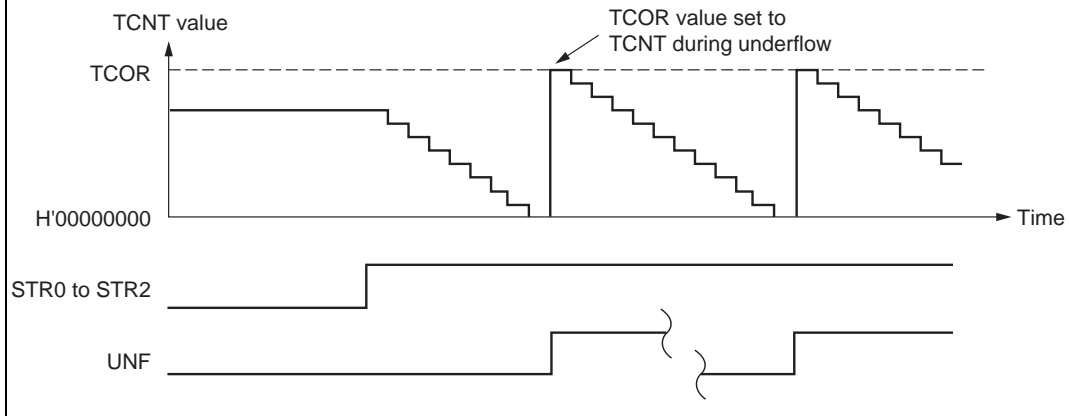 TCNT value
TCOR value set to
TCNT during underflow
TCOR
H'00000000
Time
STR0 to STR2
UNF